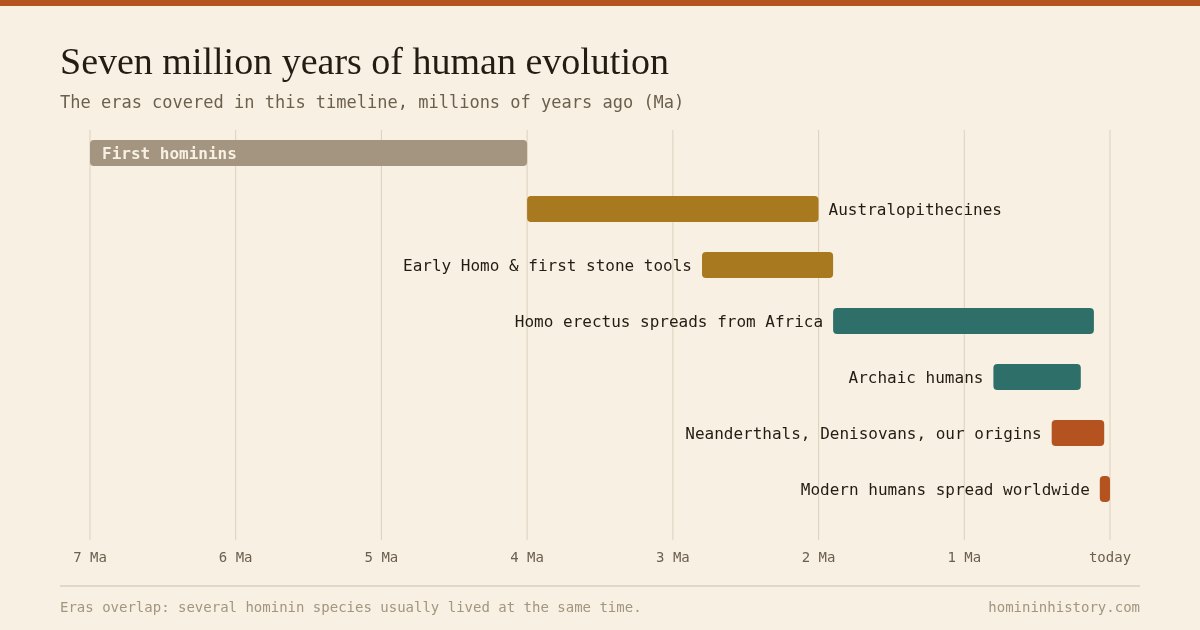 Seven million years of human evolution
The eras covered in this timeline, millions of years ago (Ma)
First hominins
Australopithecines
Early Homo & first stone tools
Homo erectus spreads from Africa
Archaic humans
Neanderthals, Denisovans, our origins
Modern humans spread worldwide
7 Ma 6 Ma 5 Ma 4 Ma 3 Ma 2 Ma 1 Ma today
Eras overlap: several hominin species usually lived at the same time. homininhistory.com